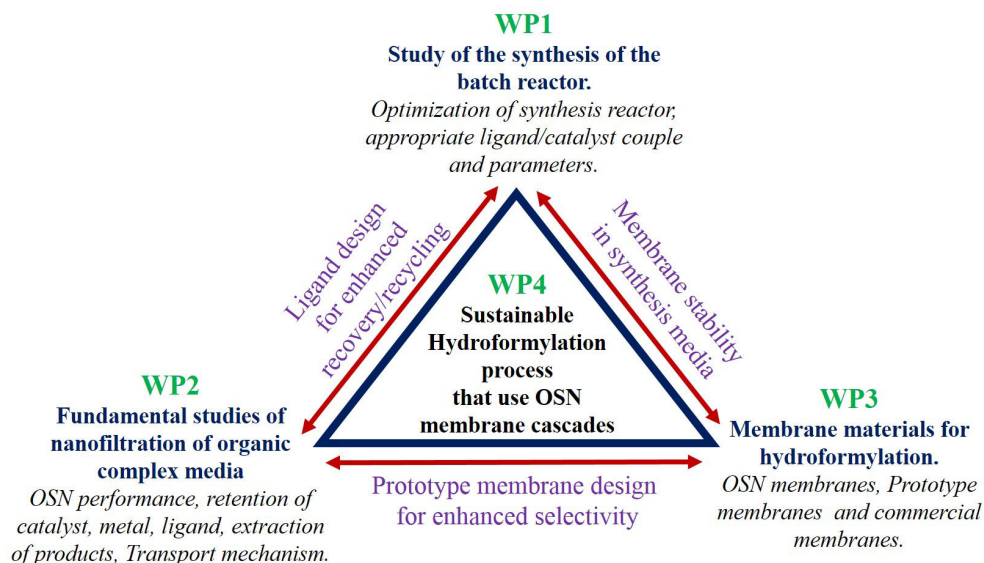 WP1
Study of the synthesis of the
batch reactor.
Optimization of synthesis reactor,
appropriate ligand/catalyst couple
and parameters.
Ligand design
for enhanced
recovery/recycling
Membrane stability
in synthesis media
WP4
Sustainable
Hydroformylation
process
that use OSN
membrane cascades
WP2
Fundamental studies of
nanofiltration of organic
complex media
OSN performance, retention of
catalyst, metal, ligand, extraction
of products, Transport mechanism.
Prototype membrane design
for enhanced selectivity
WP3
Membrane materials for
hydroformylation.
OSN membranes, Prototype
membranes and commercial
membranes.